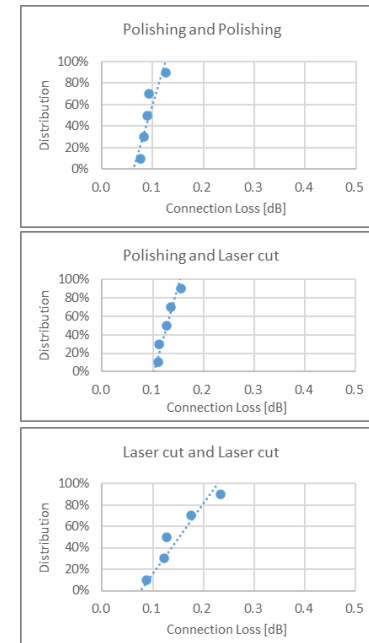 Polishing and Polishing
100%
80%
60%
40%
20%
0%
Distribution
0.0 0.1 0.2 0.3 0.4 0.5
Connection Loss [dB]
Polishing and Laser cut
100%
80%
60%
40%
20%
0%
Distribution
0.0 0.1 0.2 0.3 0.4 0.5
Connection Loss [dB]
Laser cut and Laser cut
100%
80%
60%
40%
20%
0%
Distribution
0.0 0.1 0.2 0.3 0.4 0.5
Connection Loss [dB]